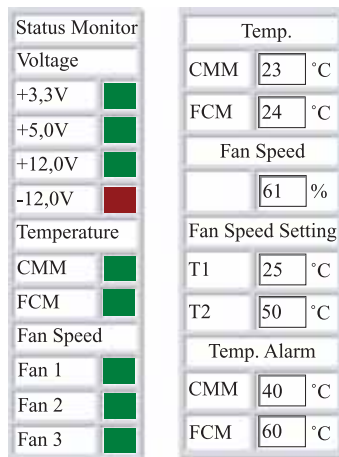 Status Monitor
Voltage
+3,3V
+5,0V
+12,0V
-12,0V
Temperature
CMM
FCM
Fan Speed
Fan 1
Fan 2
Fan 3
Temp.
CMM 23 °C
FCM 24 °C
Fan Speed
61 %
Fan Speed Setting
T1 25 °C
T2 50 °C
Temp. Alarm
CMM 40 °C
FCM 60 °C